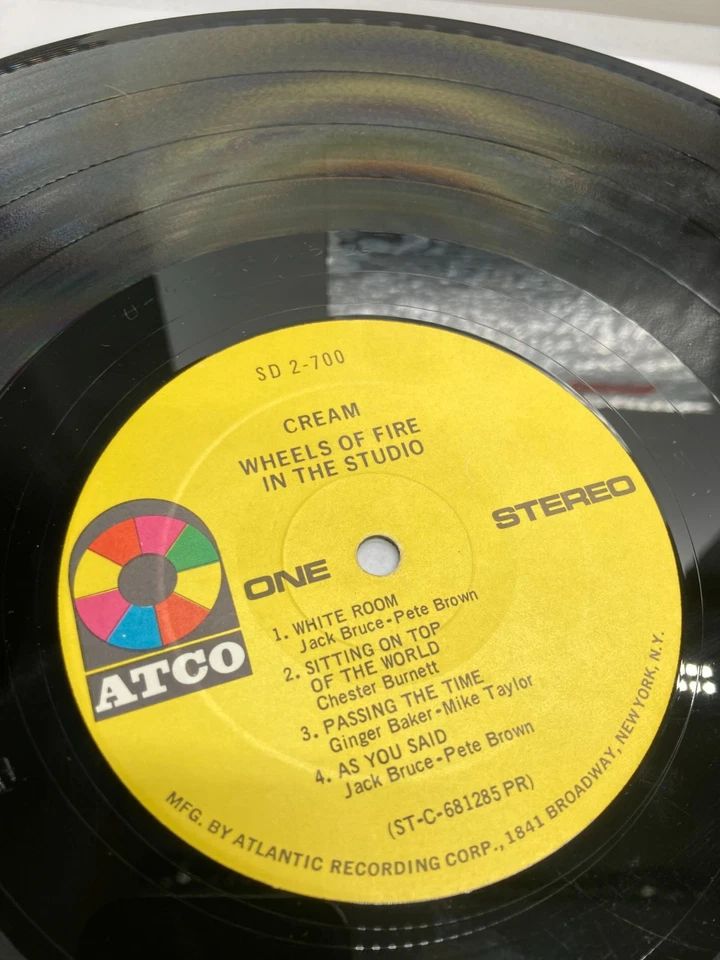 SD 2-700
CREAM
WHEELS OF FIRE
IN THE STUDIO
STEREO
ONE
ATCO
1. WHITE ROOM
Jack Bruce-Pete Brown
2. SITTING ON TOP
OF THE WORLD
Chester Burnett
3. PASSING THE TIME
Ginger Baker-Mike Taylor
4. AS YOU SAID
Jack Bruce-Pete Brown
(ST-C-681285 PR)
MFG. BY ATLANTIC RECORDING CORP., 1841 BROADWAY, NEW YORK, N.Y.